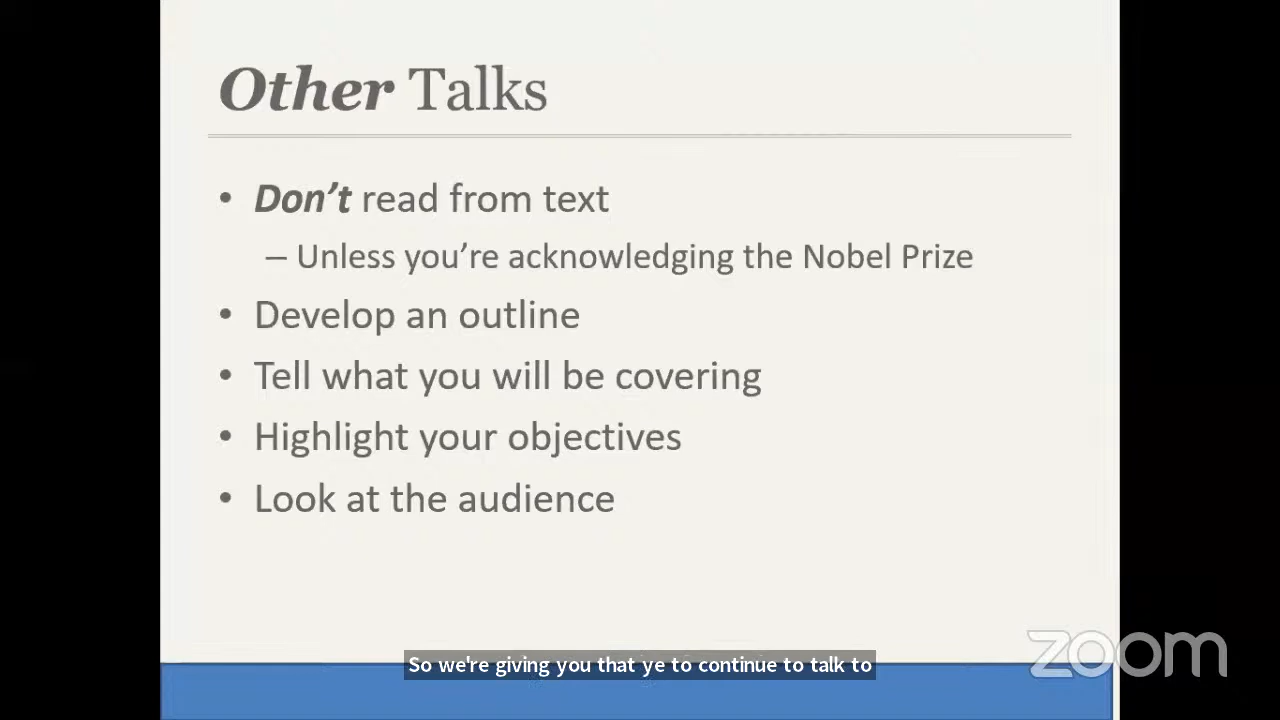 Other Talks
• Don't read from text
– Unless you're acknowledging the Nobel Prize
• Develop an outline
• Tell what you will be covering
• Highlight your objectives
• Look at the audience
So we're giving you that ye to continue to talk to
zoom